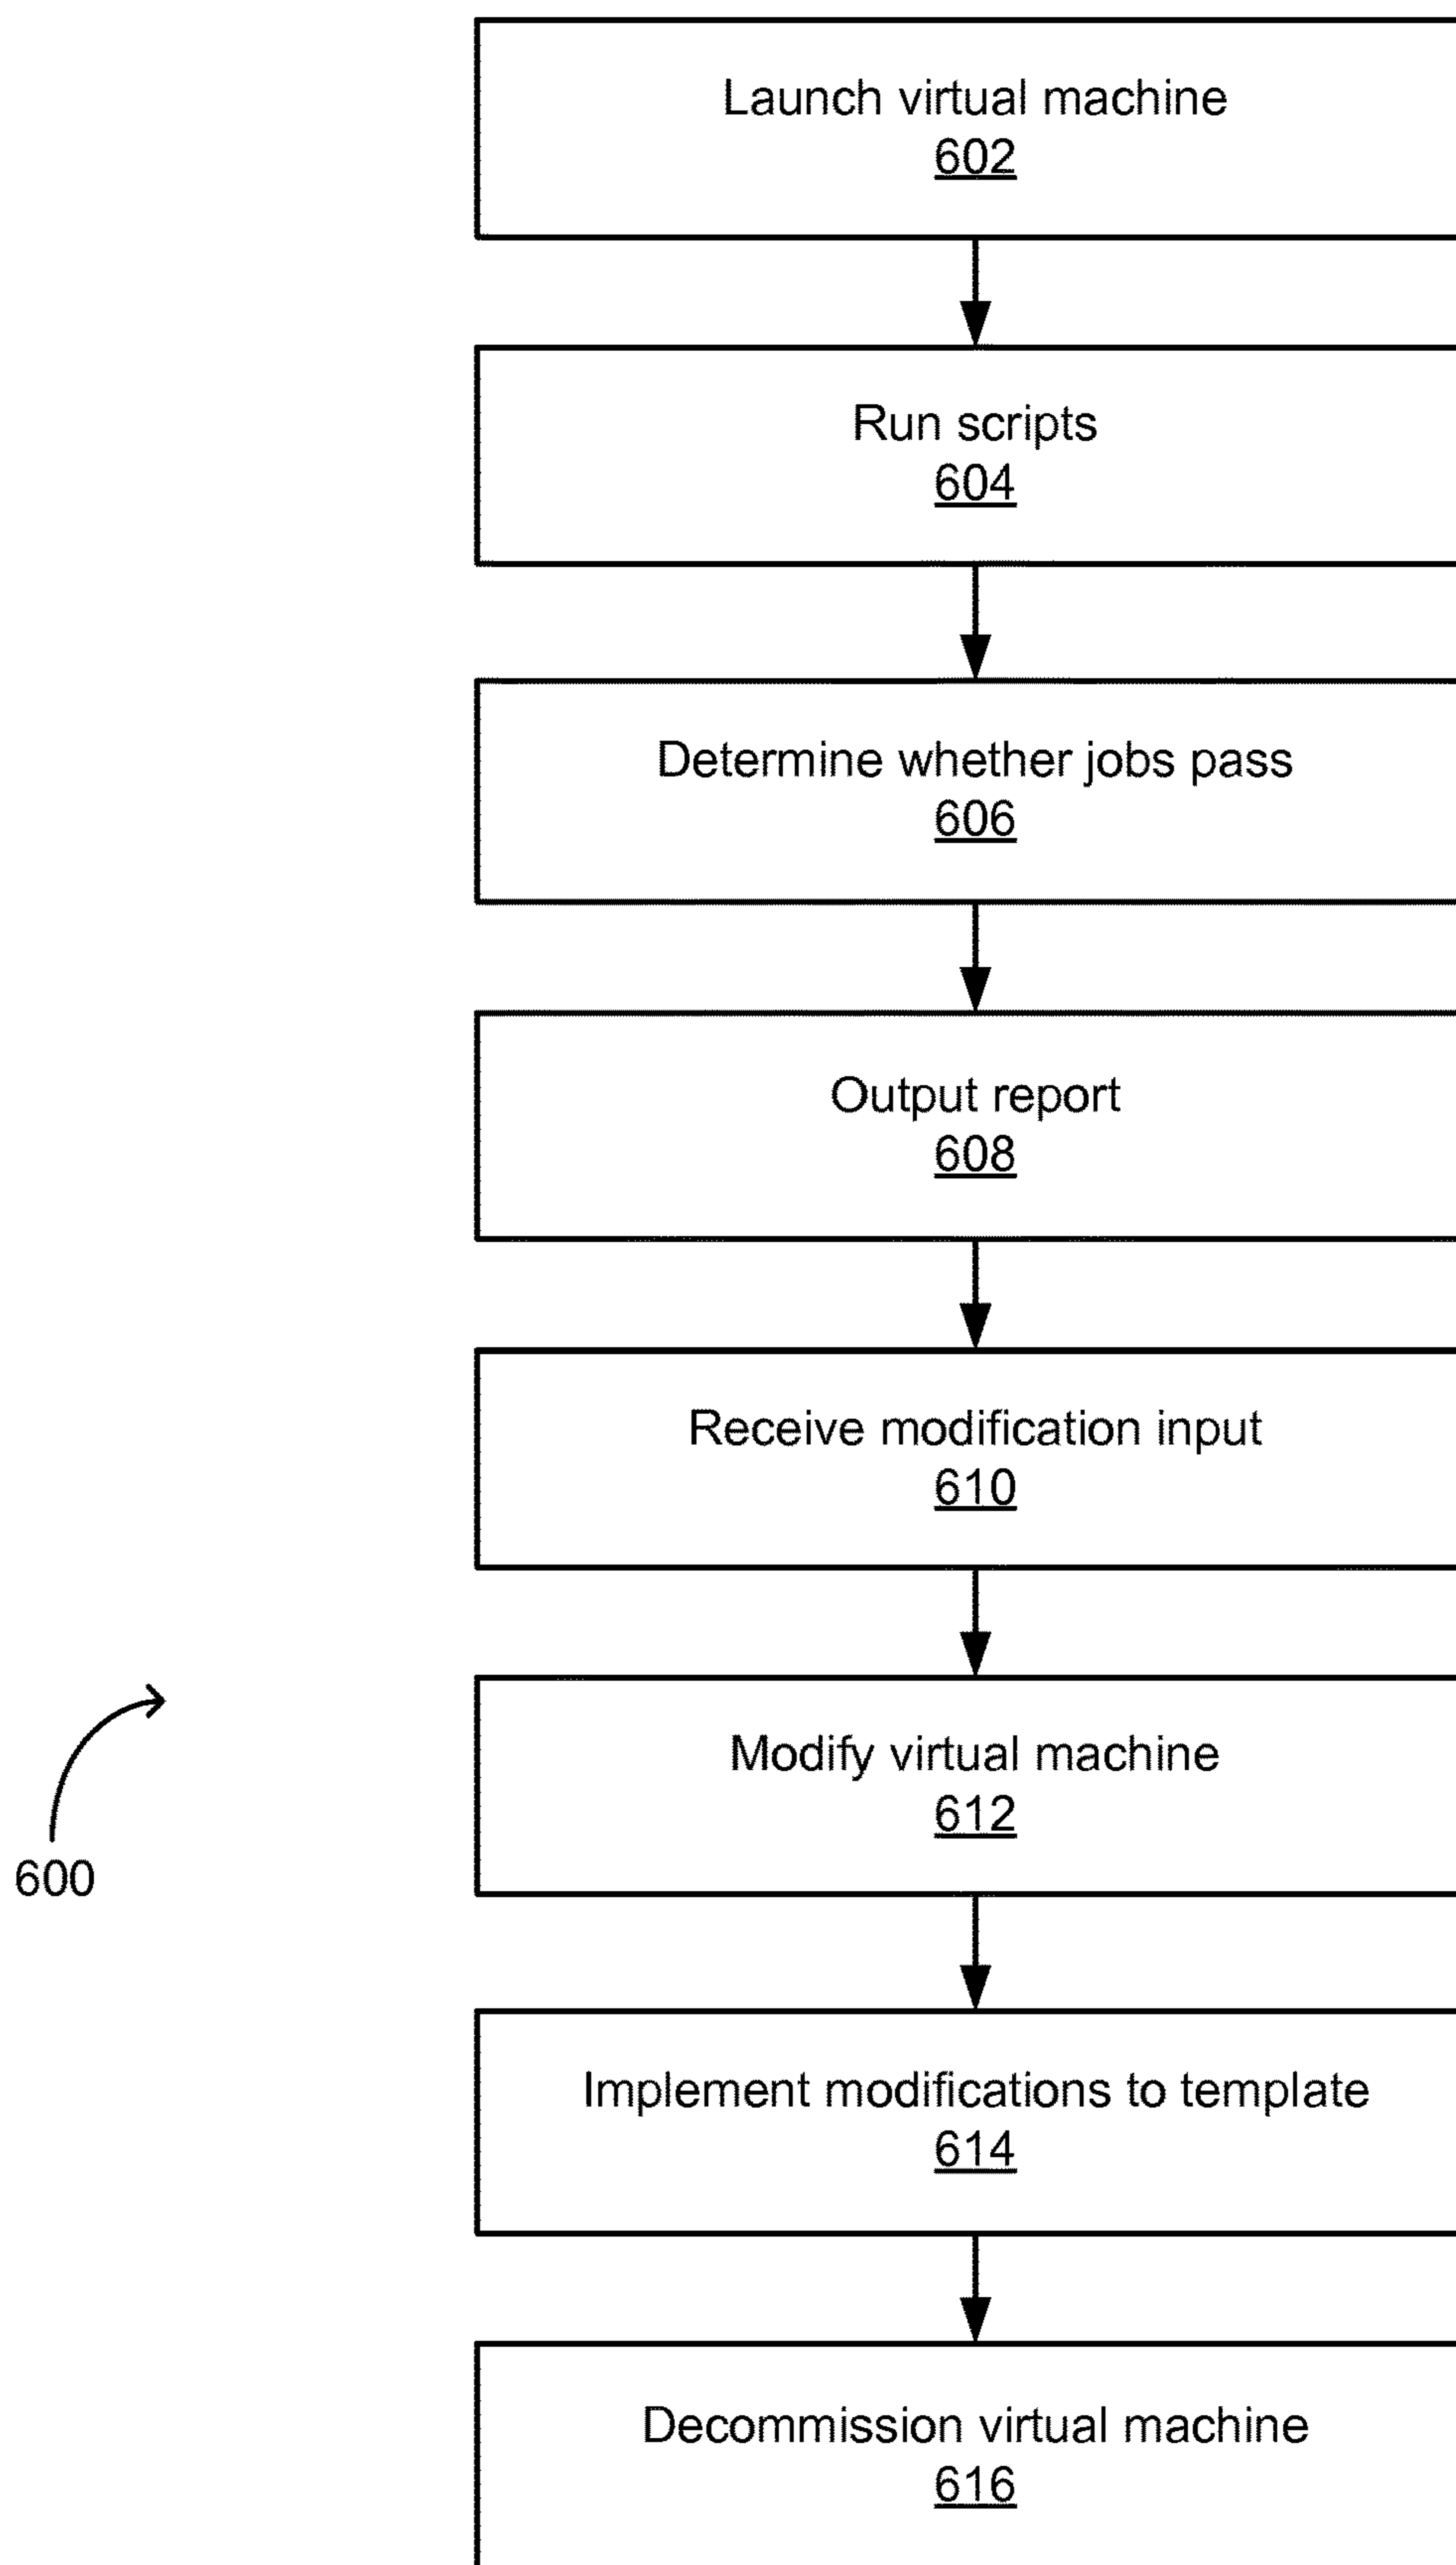 Launch virtual machine
602
Run scripts
604
Determine whether jobs pass
606
Output report
608
Receive modification input
610
Modify virtual machine
612
600
Implement modifications to template
614
Decommission virtual machine
616